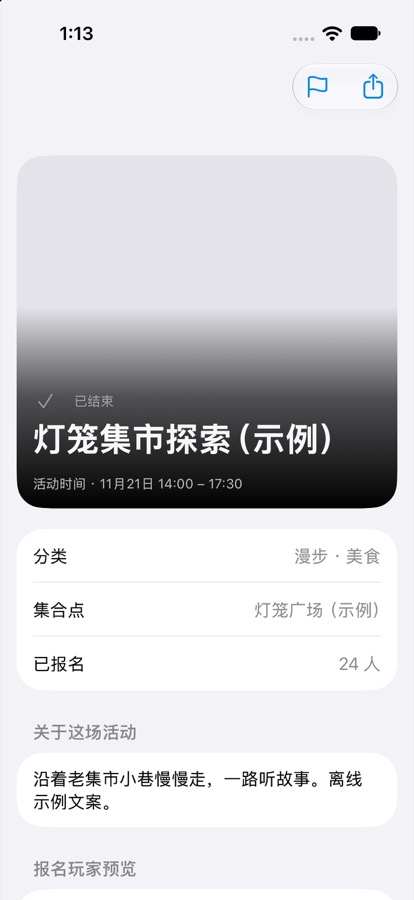 1:13
已结束
灯笼集市探索（示例）
活动时间 · 11月21日 14:00 – 17:30
分类
漫步 · 美食
集合点
灯笼广场（示例）
已报名
24 人
关于这场活动
沿着老集市小巷慢慢走，一路听故事。离线
示例文案。
报名玩家预览